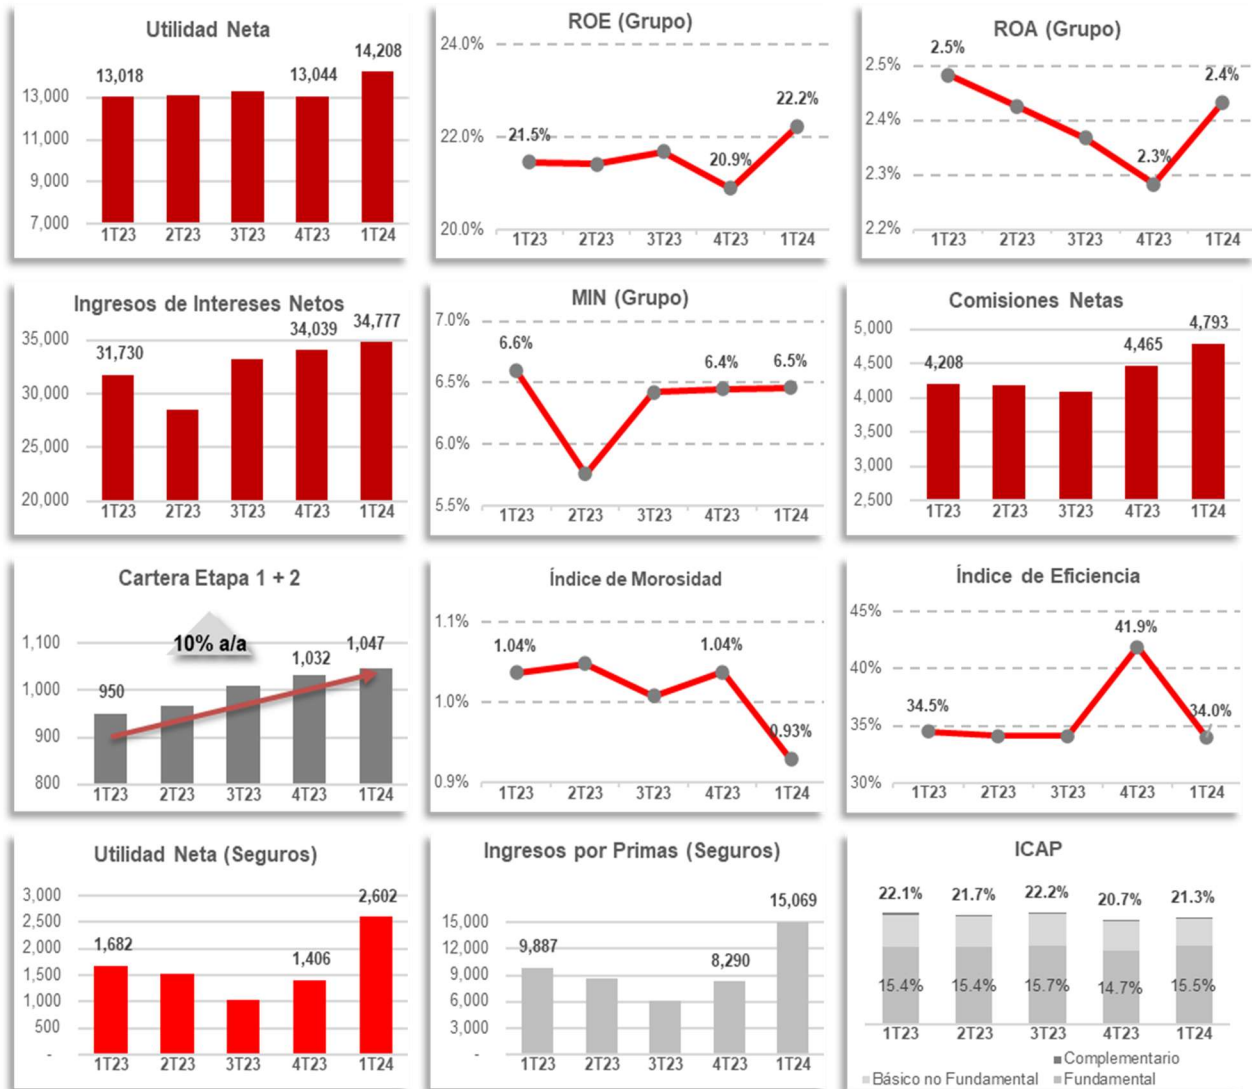 Utilidad Neta
14,208
13,018
13,044
13,000
11,000
9,000
7,000
1T23 2T23 3T23 4T23 1T24
ROE (Grupo)
24.0%
22.2%
22.0%
21.5%
20.9%
20.0%
1T23 2T23 3T23 4T23 1T24
ROA (Grupo)
2.5%
2.5%
2.4%
2.4%
2.3%
2.3%
2.2%
1T23 2T23 3T23 4T23 1T24
Ingresos de Intereses Netos
34,039 34,777
35,000
31,730
30,000
25,000
20,000
1T23 2T23 3T23 4T23 1T24
MIN (Grupo)
7.0%
6.6%
6.4% 6.5%
6.5%
6.0%
5.5%
1T23 2T23 3T23 4T23 1T24
Comisiones Netas
5,000
4,793
4,465
4,500
4,208
4,000
3,500
3,000
2,500
1T23 2T23 3T23 4T23 1T24
Cartera Etapa 1 + 2
10% a/a
1,100
1,047
1,032
1,000
950
900
800
1T23 2T23 3T23 4T23 1T24
Índice de Morosidad
1.1%
1.04% 1.04%
1.0%
0.93%
0.9%
1T23 2T23 3T23 4T23 1T24
Índice de Eficiencia
45%
41.9%
40%
34.5% 34.0%
35%
30%
1T23 2T23 3T23 4T23 1T24
Utilidad Neta (Seguros)
3,000
2,602
2,500
2,000
1,682
1,406
1,500
1,000
500
-
1T23 2T23 3T23 4T23 1T24
Ingresos por Primas (Seguros)
15,069
15,000
12,000
9,887
8,290
9,000
6,000
3,000
-
1T23 2T23 3T23 4T23 1T24
ICAP
22.1% 21.7% 22.2% 20.7% 21.3%
15.4% 15.4% 15.7% 14.7% 15.5%
1T23 2T23 3T23 4T23 1T24
Complementario
Básico no Fundamental Fundamental